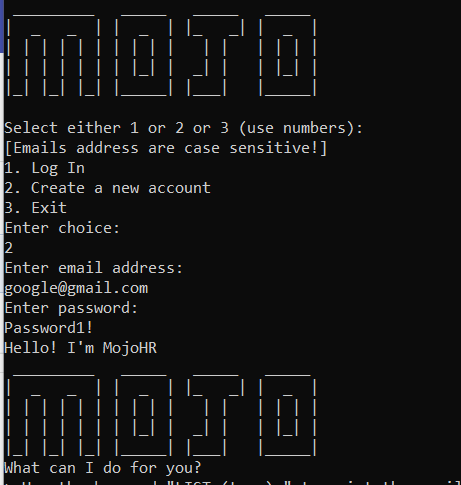 MOJO
Select either 1 or 2 or 3 (use numbers):
[Emails address are case sensitive!]
1. Log In
2. Create a new account
3. Exit
Enter choice:
2
Enter email address:
google@gmail.com
Enter password:
Password1!
Hello! I'm MojoHR
MOJO
What can I do for you?